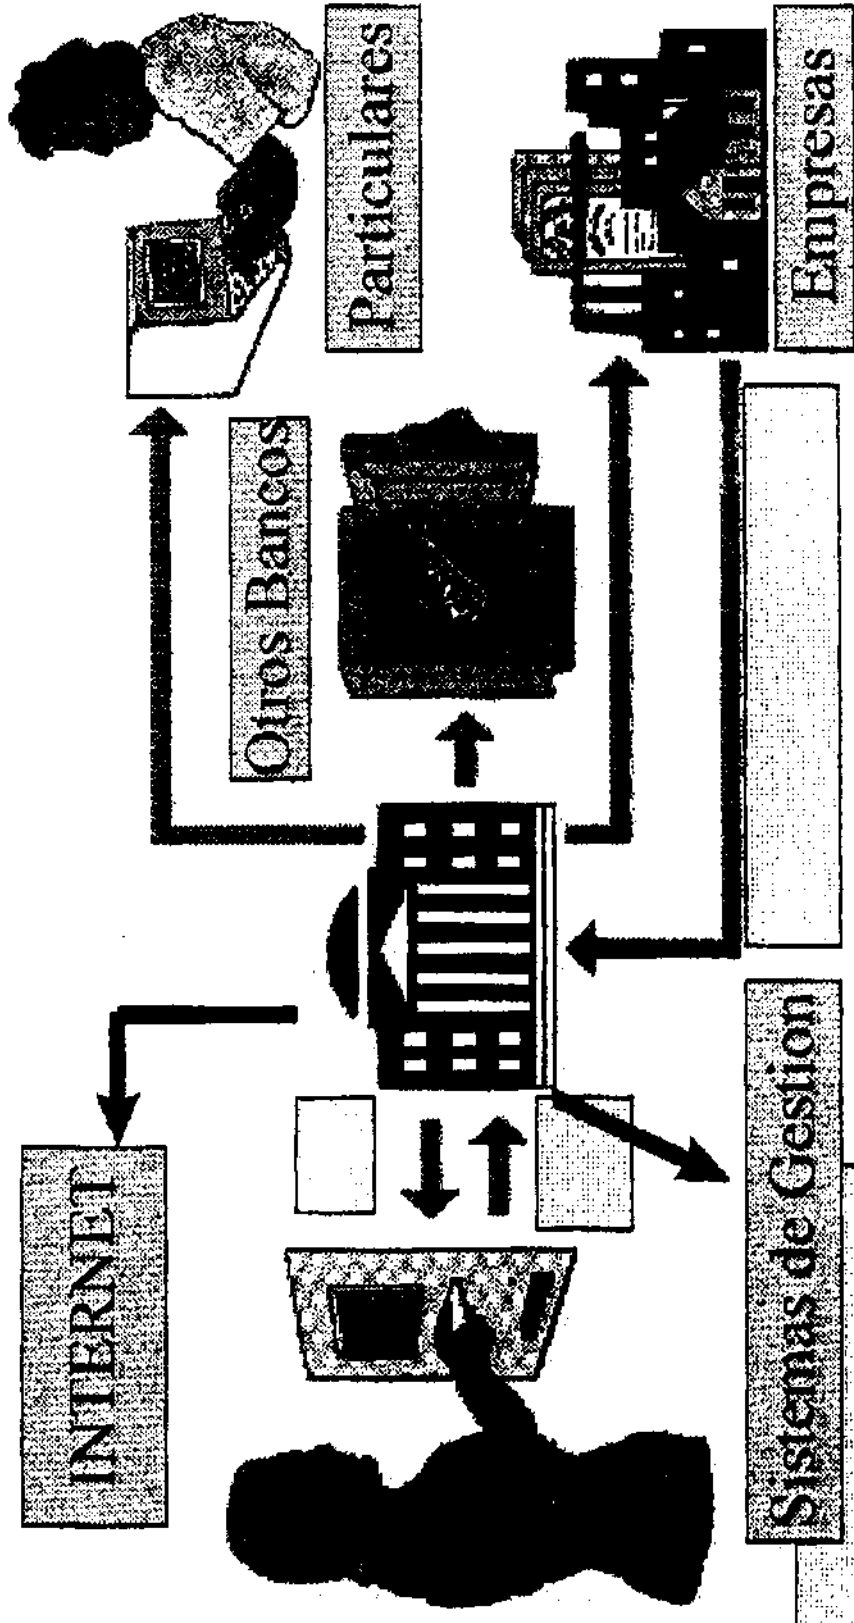 INTERNET
Otros Bancos
Particulares
Sistemas de Gestion
Empresas